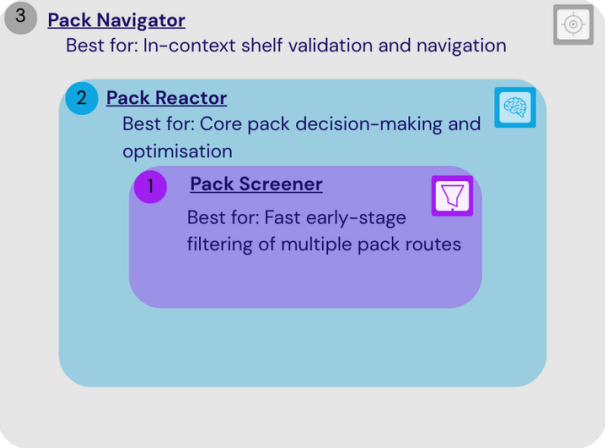 3 Pack Navigator
Best for: In-context shelf validation and navigation
2 Pack Reactor
Best for: Core pack decision-making and
optimisation
1 Pack Screener
Best for: Fast early-stage
filtering of multiple pack routes